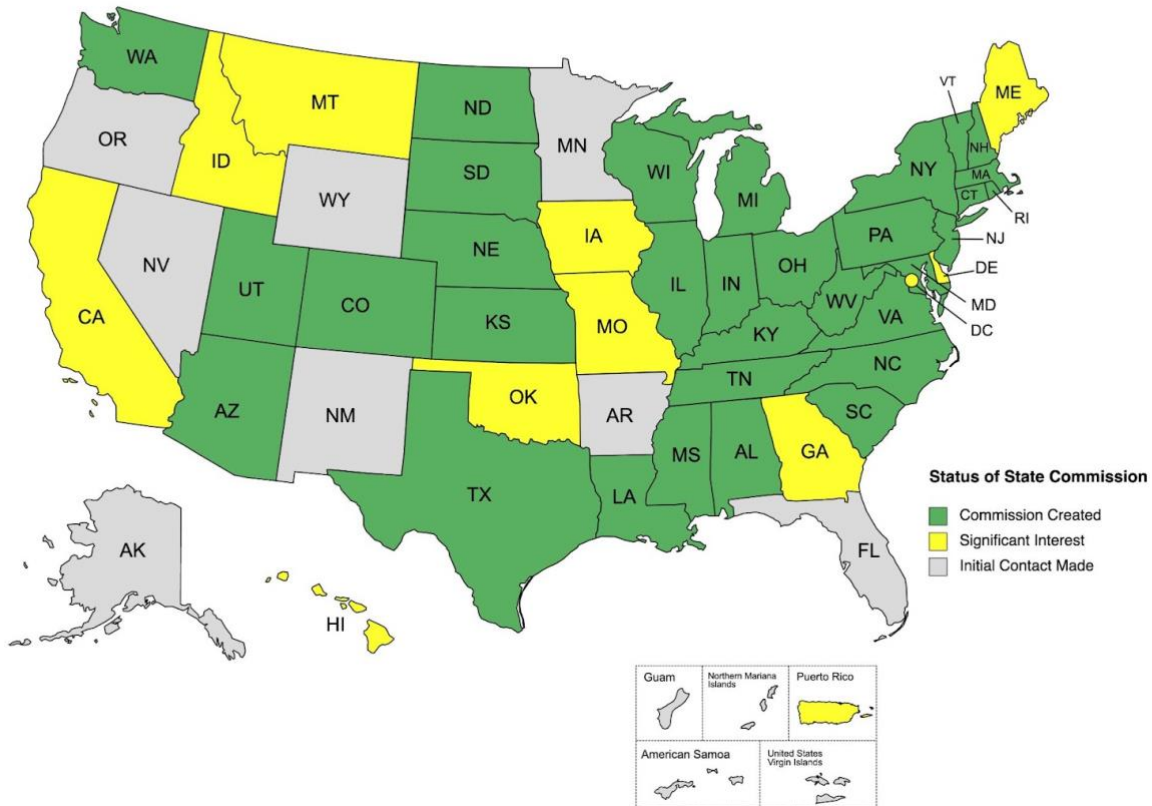 WA
MT
ND
MN
VT
ME
OR
ID
SD
WI
MI
NY
NH
MA
CT
RI
WY
IA
NE
PA
NJ
NV
UT
CO
IL
IN
OH
DE
MD
DC
CA
KS
MO
WV
VA
KY
AZ
NM
OK
AR
TN
NC
SC
MS
AL
GA
TX
LA
FL
AK
HI
Status of State Commission
Commission Created
Significant Interest
Initial Contact Made
Guam
Northern Mariana
Islands
Puerto Rico
American Samoa
United States
Virgin Islands